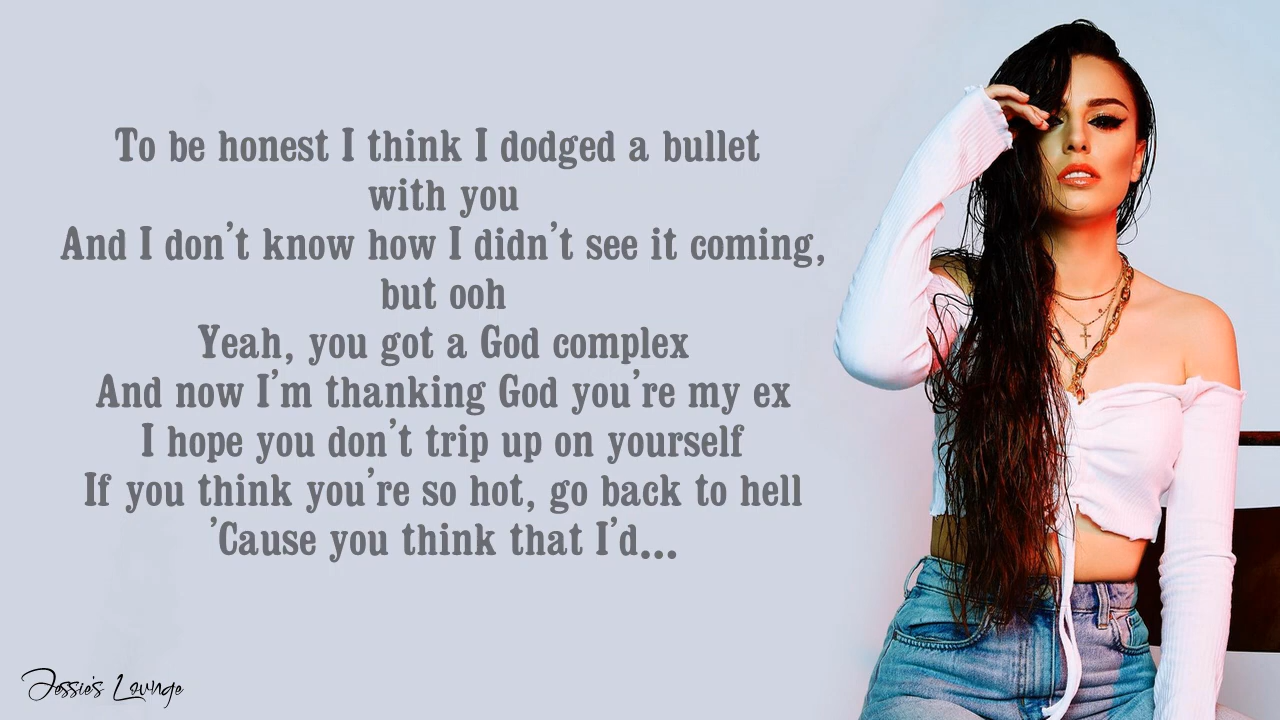 To be honest I think I dodged a bullet
with you
And I don't know how I didn't see it coming,
but ooh
Yeah, you got a God complex
And now I'm thanking God you're my ex
I hope you don't trip up on yourself
If you think you're so hot, go back to hell
'Cause you think that I'd...
Jessie's Lounge